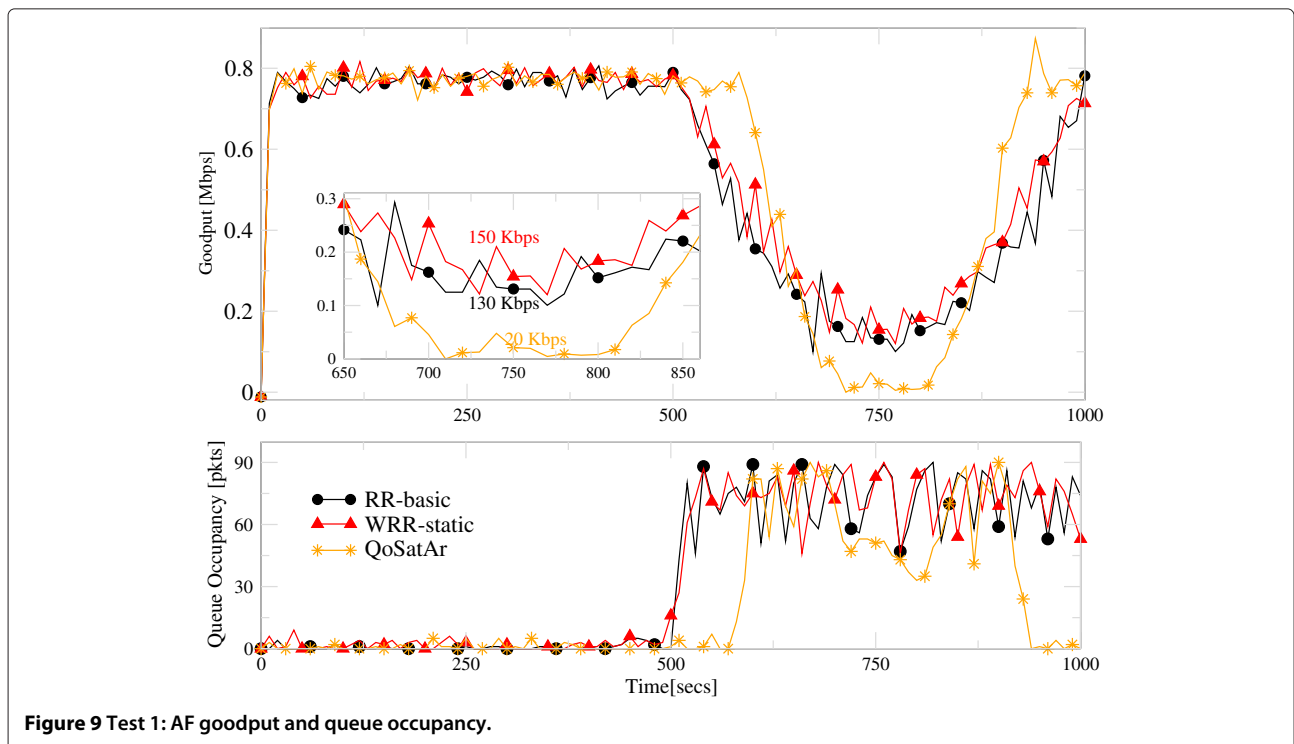 0.8
0.6
0.4
0.2
0
Goodput [Mbps]
0.3
0.2
0.1
0
150 Kbps
130 Kbps
20 Kbps
650 700 750 800 850
0 250 500 750 1000
90
60
30
0
Queue Occupancy [pkts]
RR-basic
WRR-static
QoSatAr
0 250 500 750 1000
Time[secs]
Figure 9 Test 1: AF goodput and queue occupancy.